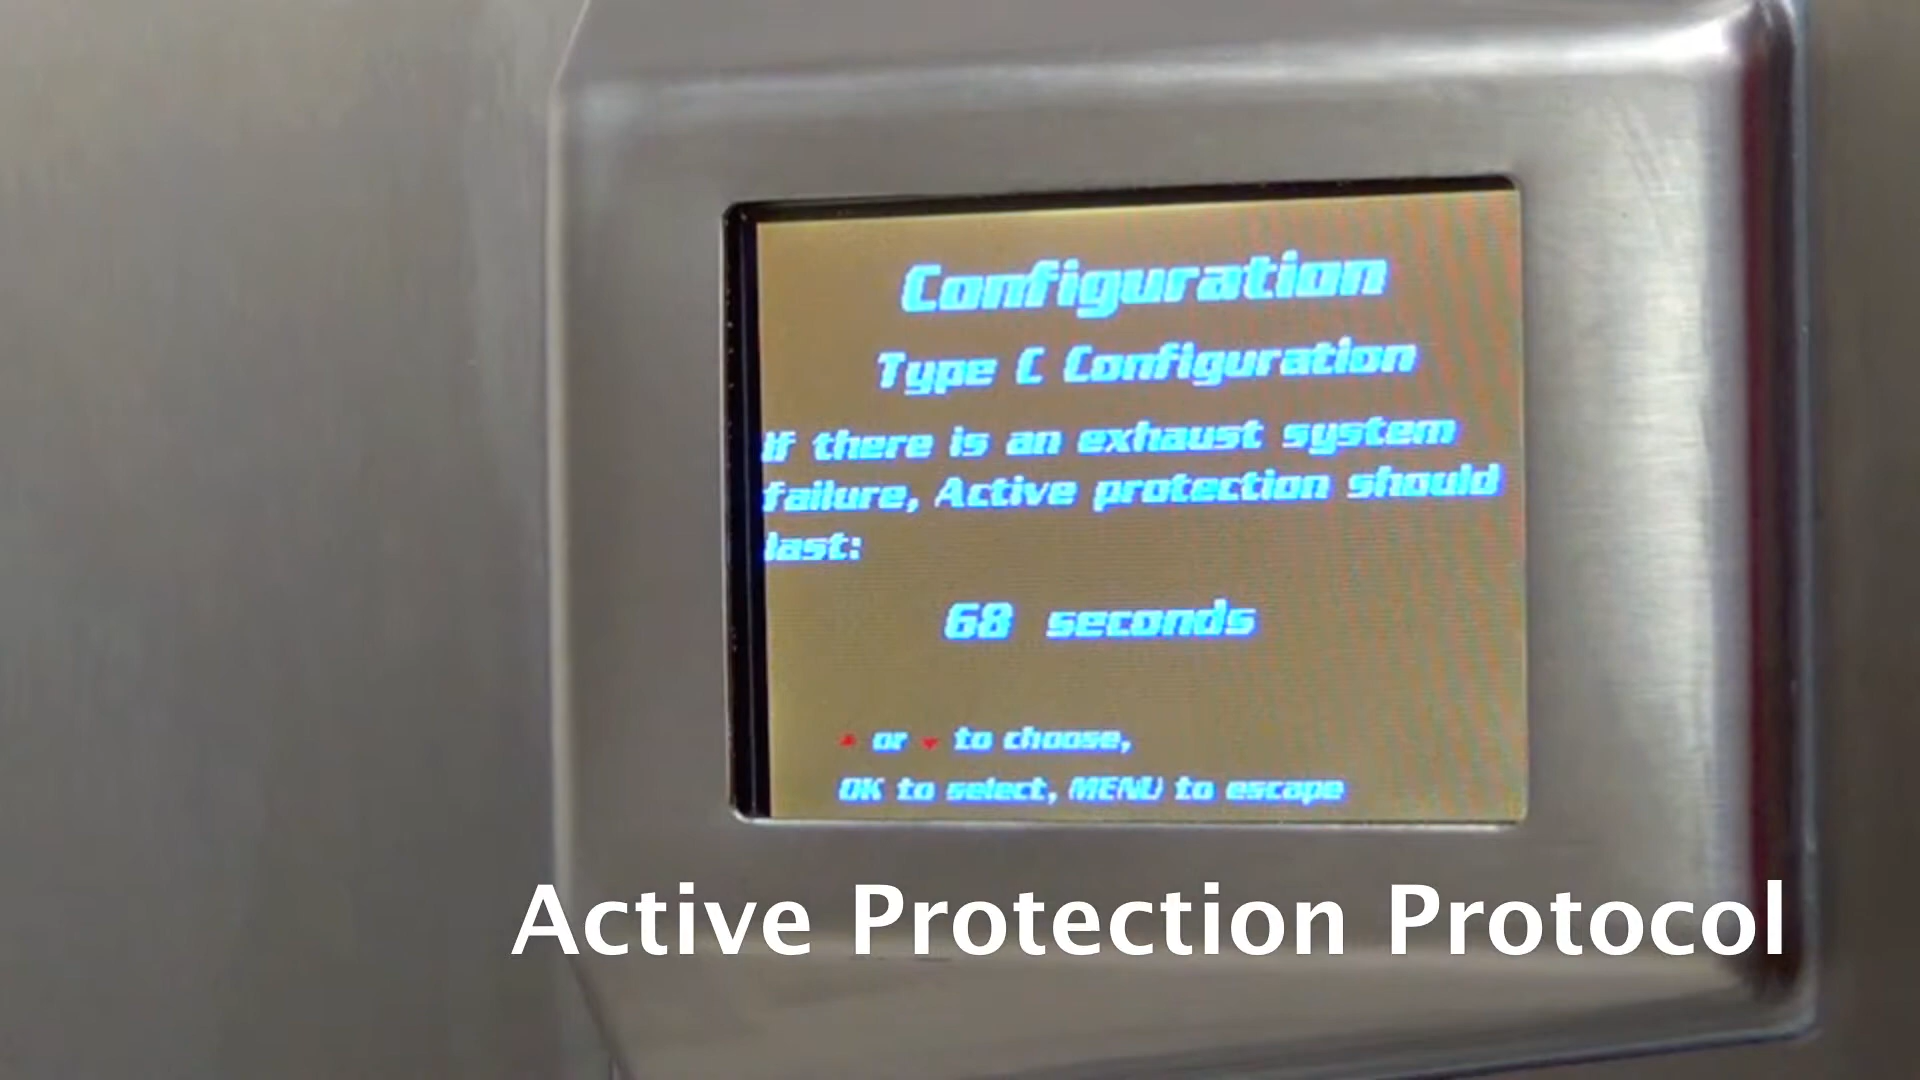 Configuration
Type C Configuration
If there is an exhaust system
failure, Active protection should
last:
68 seconds
▲ or ▼ to choose,
OK to select, MENU to escape
Active Protection Protocol